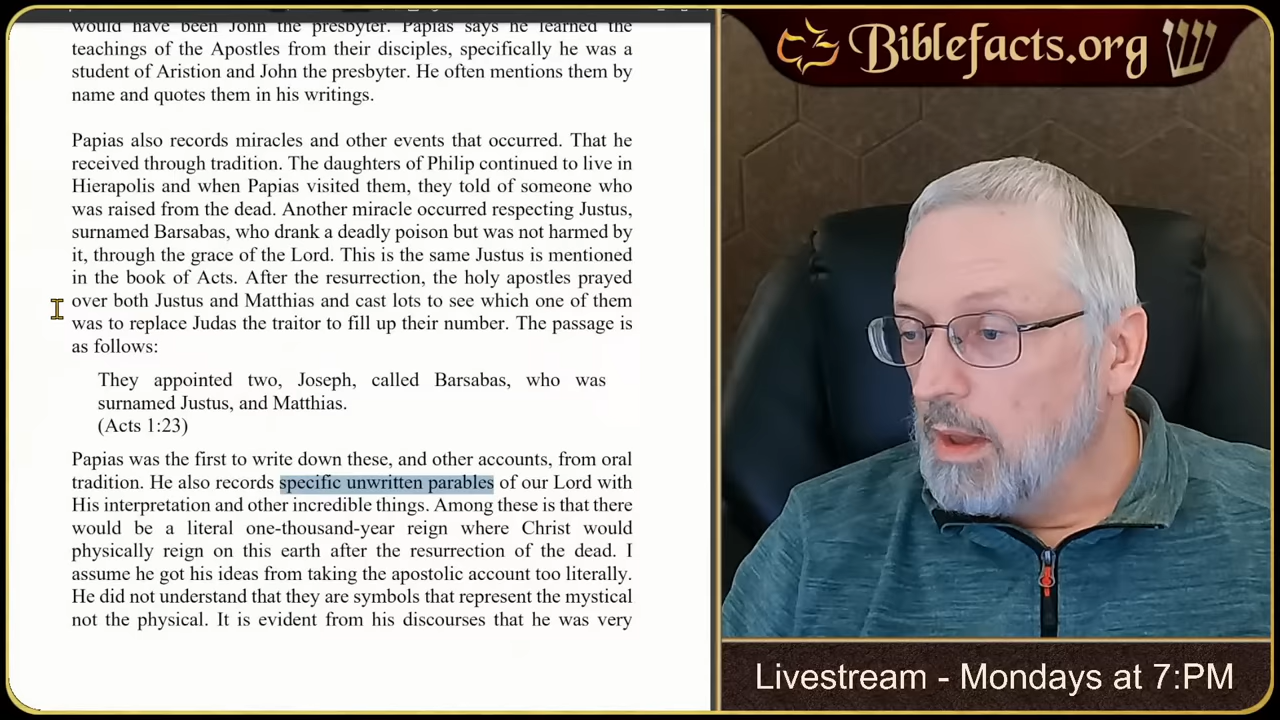 would have been John the presbyter. Papias says he learned the
teachings of the Apostles from their disciples, specifically he was a
student of Aristion and John the presbyter. He often mentions them by
name and quotes them in his writings.
Papias also records miracles and other events that occurred. That he
received through tradition. The daughters of Philip continued to live in
Hierapolis and when Papias visited them, they told of someone who
was raised from the dead. Another miracle occurred respecting Justus,
surnamed Barsabas, who drank a deadly poison but was not harmed by
it, through the grace of the Lord. This is the same Justus is mentioned
in the book of Acts. After the resurrection, the holy apostles prayed
over both Justus and Matthias and cast lots to see which one of them
was to replace Judas the traitor to fill up their number. The passage is
as follows:
They appointed two, Joseph, called Barsabas, who was
surnamed Justus, and Matthias.
(Acts 1:23)
Papias was the first to write down these, and other accounts, from oral
tradition. He also records specific unwritten parables of our Lord with
His interpretation and other incredible things. Among these is that there
would be a literal one-thousand-year reign where Christ would
physically reign on this earth after the resurrection of the dead. I
assume he got his ideas from taking the apostolic account too literally.
He did not understand that they are symbols that represent the mystical
not the physical. It is evident from his discourses that he was very
Biblefacts.org
Livestream - Mondays at 7:PM